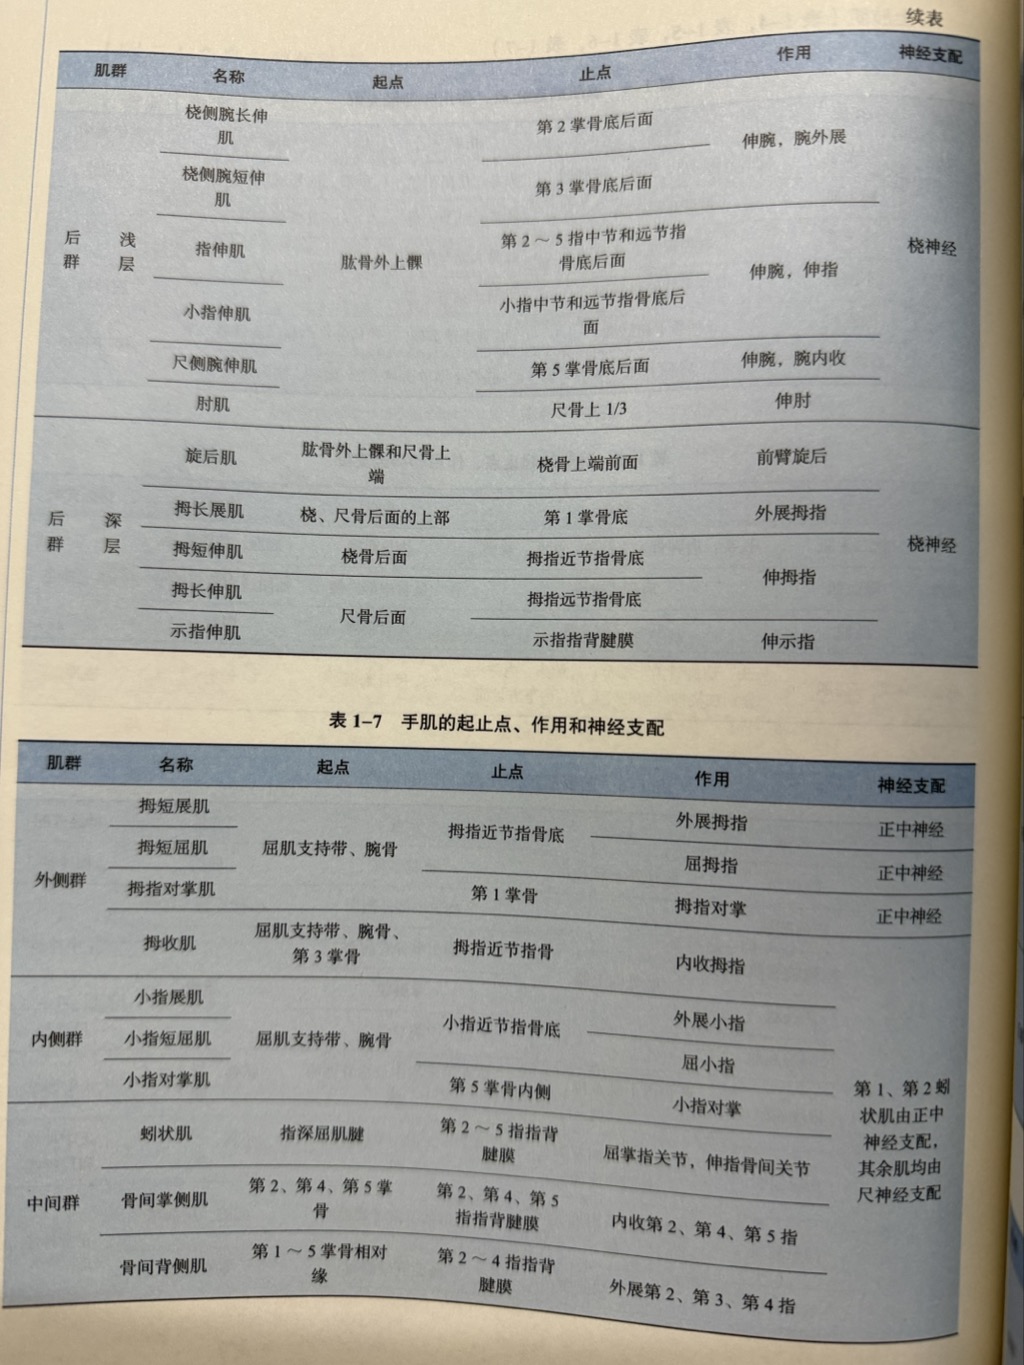 续表
肌群 名称 起点 止点 作用 神经支配
后群 浅层
桡侧腕长伸
肌
肱骨外上髁
第2掌骨底后面
伸腕，腕外展
桡神经
桡侧腕短伸
肌
第3掌骨底后面
指伸肌
第2～5指中节和远节指
骨底后面
伸腕，伸指
小指伸肌
小指中节和远节指骨底后
面
尺侧腕伸肌
第5掌骨底后面
伸腕，腕内收
肘肌
尺骨上1/3
伸肘
后群 深层
旋后肌
肱骨外上髁和尺骨上
端
桡骨上端前面
前臂旋后
桡神经
拇长展肌
桡、尺骨后面的上部
第1掌骨底
外展拇指
拇短伸肌
桡骨后面
拇指近节指骨底
伸拇指
拇长伸肌
尺骨后面
拇指远节指骨底
示指伸肌
示指指背腱膜
伸示指
表1-7 手肌的起止点、作用和神经支配
肌群 名称 起点 止点 作用 神经支配
外侧群
拇短展肌
屈肌支持带、腕骨
拇指近节指骨底
外展拇指
正中神经
拇短屈肌
屈拇指
正中神经
拇指对掌肌
第1掌骨
拇指对掌
正中神经
拇收肌
屈肌支持带、腕骨、
第3掌骨
拇指近节指骨
内收拇指
第1、第2蚓
状肌由正中
神经支配，
其余肌均由
尺神经支配
内侧群
小指展肌
屈肌支持带、腕骨
小指近节指骨底
外展小指
小指短屈肌
屈小指
小指对掌肌
第5掌骨内侧
小指对掌
中间群
蚓状肌
指深屈肌腱
第2～5指指背
腱膜
屈掌指关节，伸指骨间关节
骨间掌侧肌
第2、第4、第5掌
骨
第2、第4、第5
指指背腱膜
内收第2、第4、第5指
骨间背侧肌
第1～5掌骨相对
缘
第2～4指指背
腱膜
外展第2、第3、第4指